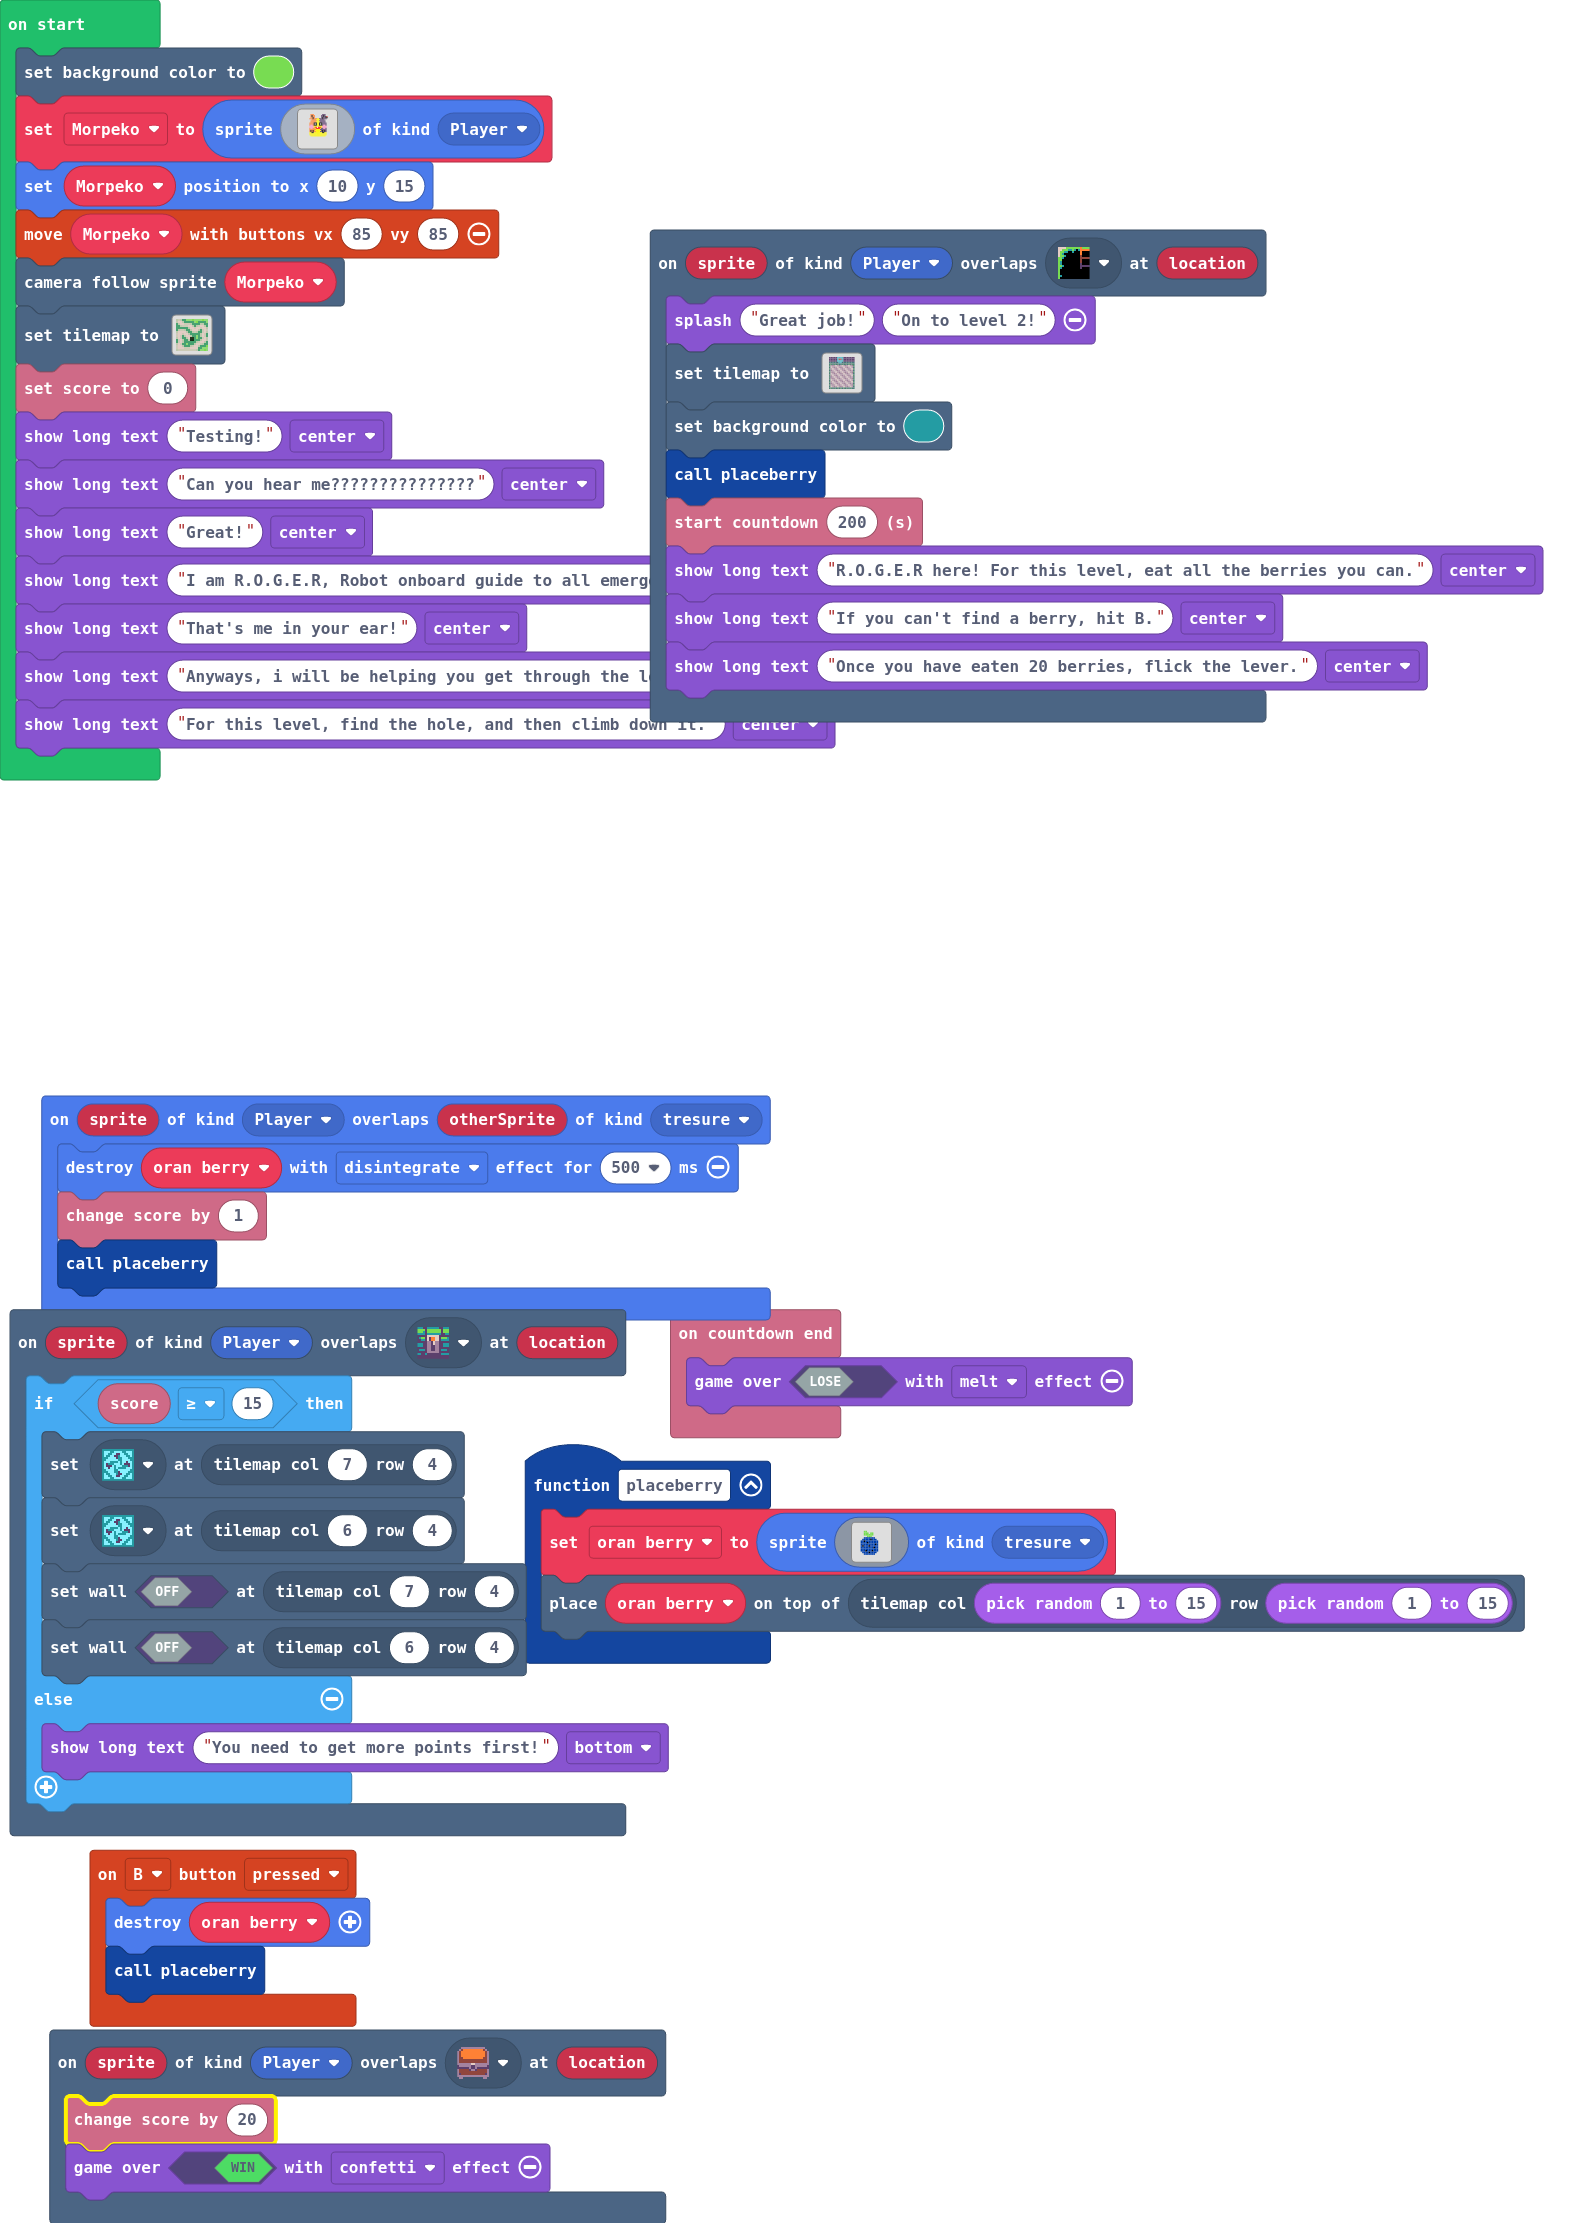 on start
set background color to
set Morpeko to sprite of kind Player
set Morpeko position to x 10 y 15
move Morpeko with buttons vx 85 vy 85
camera follow sprite Morpeko
set tilemap to
set score to 0
show long text "Testing!" center
show long text "Can you hear me???????????????" center
show long text "Great!" center
show long text "I am R.O.G.E.R, Robot onboard guide to all
show long text "That's me in your ear!" center
show long text "Anyways, i will be helping you get through the
show long text "For this level, find the hole, and then climb down it. center
on sprite of kind Player overlaps at location
splash "Great job!" "On to level 2!"
set tilemap to
set background color to
call placeberry
start countdown 200 (s)
show long text "R.O.G.E.R here! For this level, eat all the berries you can." center
show long text "If you can't find a berry, hit B." center
show long text "Once you have eaten 20 berries, flick the lever." center
on sprite of kind Player overlaps otherSprite of kind tresure
destroy oran berry with disintegrate effect for 500 ms
change score by 1
call placeberry
on sprite of kind Player overlaps at location
if score ≥ 15 then
set at tilemap col 7 row 4
set at tilemap col 6 row 4
set wall OFF at tilemap col 7 row 4
set wall OFF at tilemap col 6 row 4
else
show long text "You need to get more points first!" bottom
on countdown end
game over LOSE with melt effect
function placeberry
set oran berry to sprite of kind tresure
place oran berry on top of tilemap col pick random 1 to 15 row pick random 1 to 15
on B button pressed
destroy oran berry
call placeberry
on sprite of kind Player overlaps at location
change score by 20
game over WIN with confetti effect